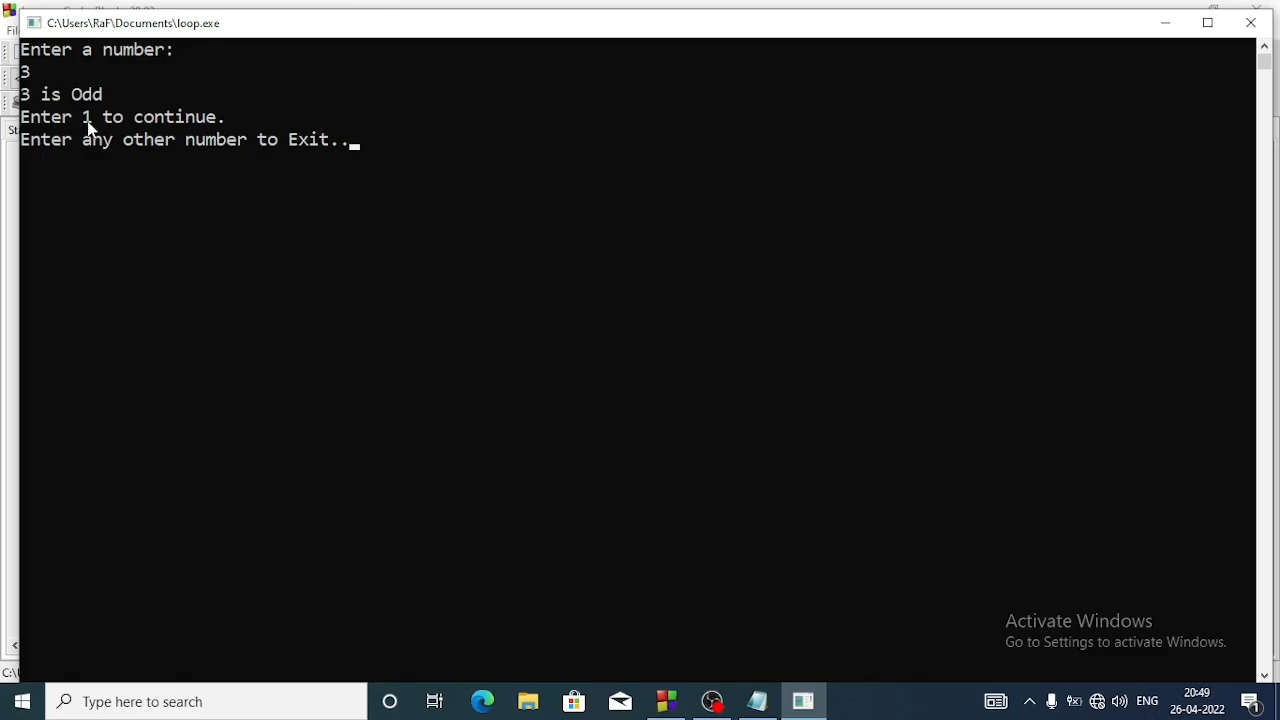 C:\Users\RaF\Documents\loop.exe
Enter a number:
3
3 is Odd
Enter 1 to continue.
Enter any other number to Exit..
Activate Windows
Go to Settings to activate Windows.
Type here to search
ENG
20:49
26-04-2022
1